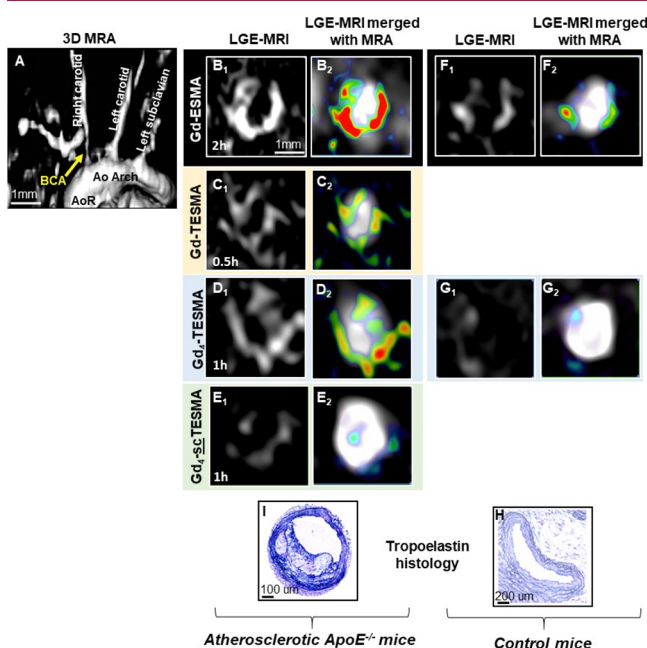 3D MRA
LGE-MRI
LGE-MRI merged
with MRA
LGE-MRI
LGE-MRI merged
with MRA
A
Right carotid
Left carotid
Left subclavian
BCA
Ao Arch
AoR
1mm
Gd-ESMA
B1
2h
1mm
B2
F1
F2
Gd-TESMA
C1
0.5h
C2
Gd4-TESMA
D1
1h
D2
G1
G2
Gd4-scTESMA
E1
1h
E2
I
100 um
Tropoelastin
histology
H
200 um
Atherosclerotic ApoE-/- mice
Control mice